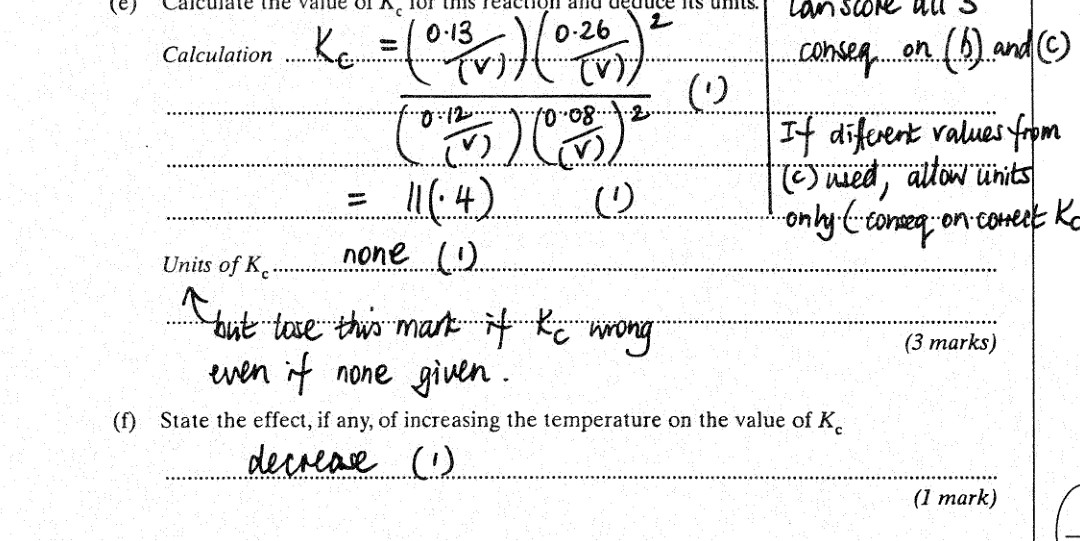 (e) Calculate the value of Kc for this reaction and deduce its units.
can score all 3
conseq on (b) and (c)
Calculation Kc = (0.13/(V)) (0.26/(V))²
(0.12/(V)) (0.08/(V))² (1)
= 11(.4) (1)
If different values from
(c) used, allow units
only (conseq on correct Kc
Units of Kc none (1)
but lose this mark if Kc wrong
even if none given.
(3 marks)
(f) State the effect, if any, of increasing the temperature on the value of Kc
decrease (1)
(1 mark)